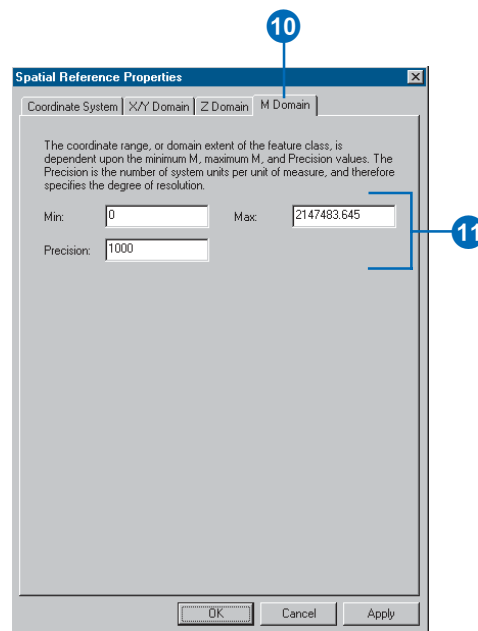 10
Spatial Reference Properties
Coordinate System X/Y Domain Z Domain M Domain
The coordinate range, or domain extent of the feature class, is
dependent upon the minimum M, maximum M, and Precision values. The
Precision is the number of system units per unit of measure, and therefore
specifies the degree of resolution.
Min: 0 Max: 2147483.645
Precision: 1000
11
OK Cancel Apply